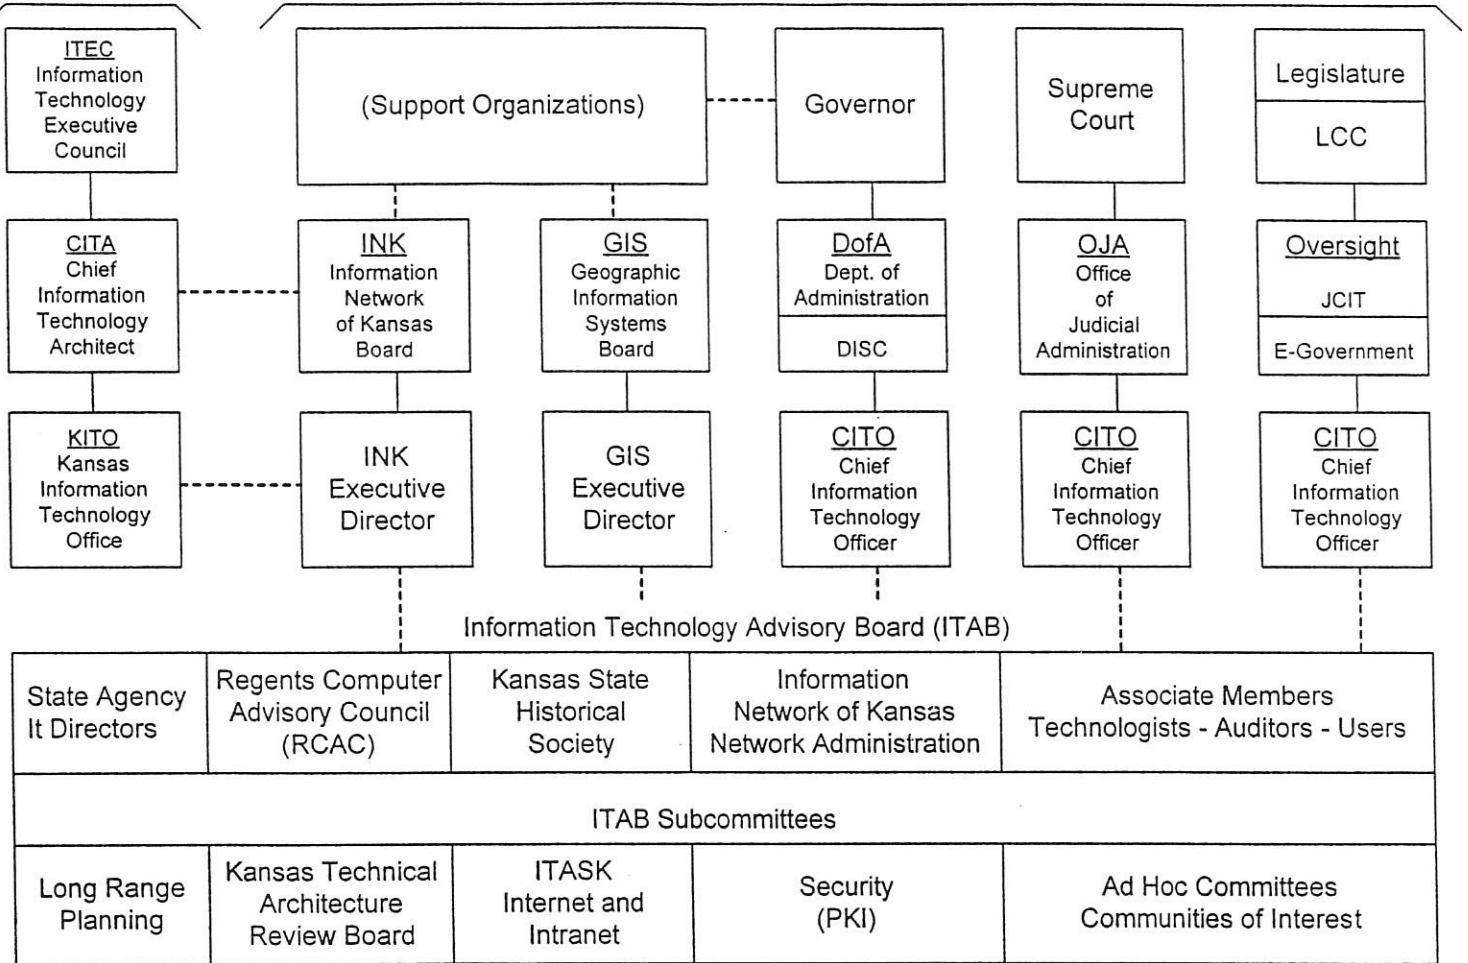 ITEC
Information
Technology
Executive
Council
(Support Organizations)
Governor
Supreme
Court
Legislature
LCC
CITA
Chief
Information
Technology
Architect
INK
Information
Network
of Kansas
Board
GIS
Geographic
Information
Systems
Board
DofA
Dept. of
Administration
DISC
OJA
Office
of
Judicial
Administration
Oversight
JCIT
E-Government
KITO
Kansas
Information
Technology
Office
INK
Executive
Director
GIS
Executive
Director
CITO
Chief
Information
Technology
Officer
CITO
Chief
Information
Technology
Officer
CITO
Chief
Information
Technology
Officer
Information Technology Advisory Board (ITAB)
State Agency
It Directors
Regents Computer
Advisory Council
(RCAC)
Kansas State
Historical
Society
Information
Network of Kansas
Network Administration
Associate Members
Technologists - Auditors - Users
ITAB Subcommittees
Long Range
Planning
Kansas Technical
Architecture
Review Board
ITASK
Internet and
Intranet
Security
(PKI)
Ad Hoc Committees
Communities of Interest